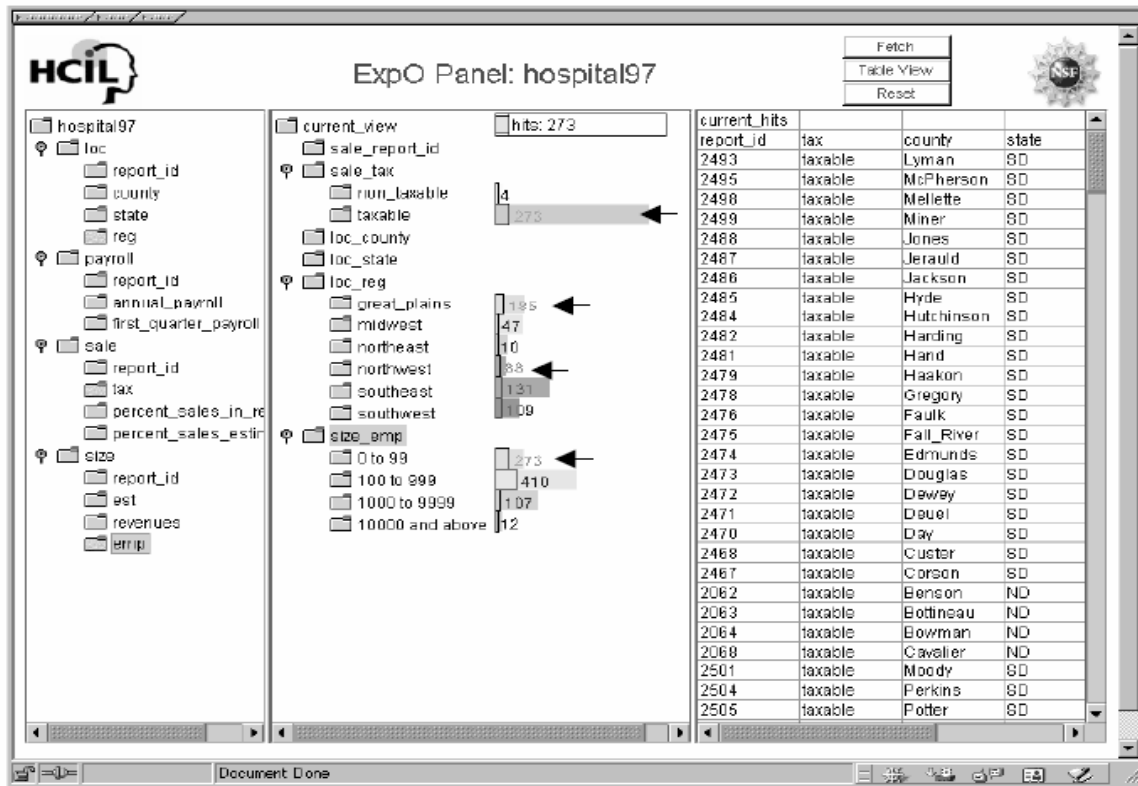 HCIL
ExpO Panel: hospital97
Fetch
Table View
Reset
NSF
hospital97
loc
report_id
county
state
reg
payroll
report_id
annual_payroll
first_quarter_payroll
sale
report_id
tax
percent_sales_in_re
percent_sales_estir
size
report_id
est
revenues
emp
current_view
hits: 273
sale_report_id
sale_tax
non_taxable 4
taxable 273
loc_county
loc_state
loc_reg
great_plains 185
midwest 47
northeast 10
northwest 88
southeast 131
southwest 109
size_emp
0 to 99 273
100 to 999 410
1000 to 9999 107
10000 and above 12
current_hits
report_id tax county state
2493 taxable Lyman SD
2495 taxable McPherson SD
2498 taxable Mellette SD
2499 taxable Miner SD
2488 taxable Jones SD
2487 taxable Jerauld SD
2486 taxable Jackson SD
2485 taxable Hyde SD
2484 taxable Hutchinson SD
2482 taxable Harding SD
2481 taxable Hand SD
2479 taxable Haakon SD
2478 taxable Gregory SD
2476 taxable Faulk SD
2475 taxable Fall_River SD
2474 taxable Edmunds SD
2473 taxable Douglas SD
2472 taxable Dewey SD
2471 taxable Deuel SD
2470 taxable Day SD
2468 taxable Custer SD
2467 taxable Corson SD
2062 taxable Benson ND
2063 taxable Bottineau ND
2064 taxable Bowman ND
2068 taxable Cavalier ND
2501 taxable Moody SD
2504 taxable Perkins SD
2505 taxable Potter SD
Document Done